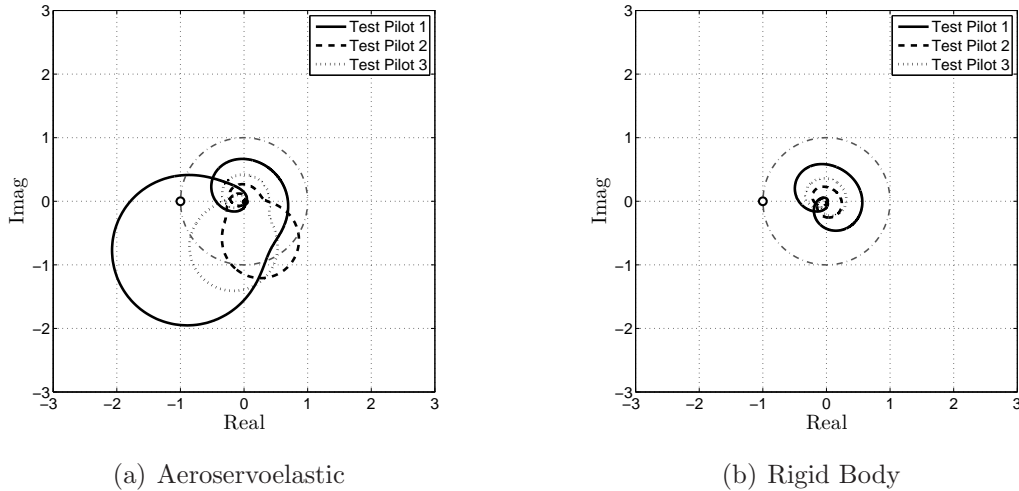 Test Pilot 1
Test Pilot 2
Test Pilot 3
3
2
1
0
−1
−2
−3
Imag
−3 −2 −1 0 1 2 3
Real
(a) Aeroservoelastic
Test Pilot 1
Test Pilot 2
Test Pilot 3
3
2
1
0
−1
−2
−3
Imag
−3 −2 −1 0 1 2 3
Real
(b) Rigid Body